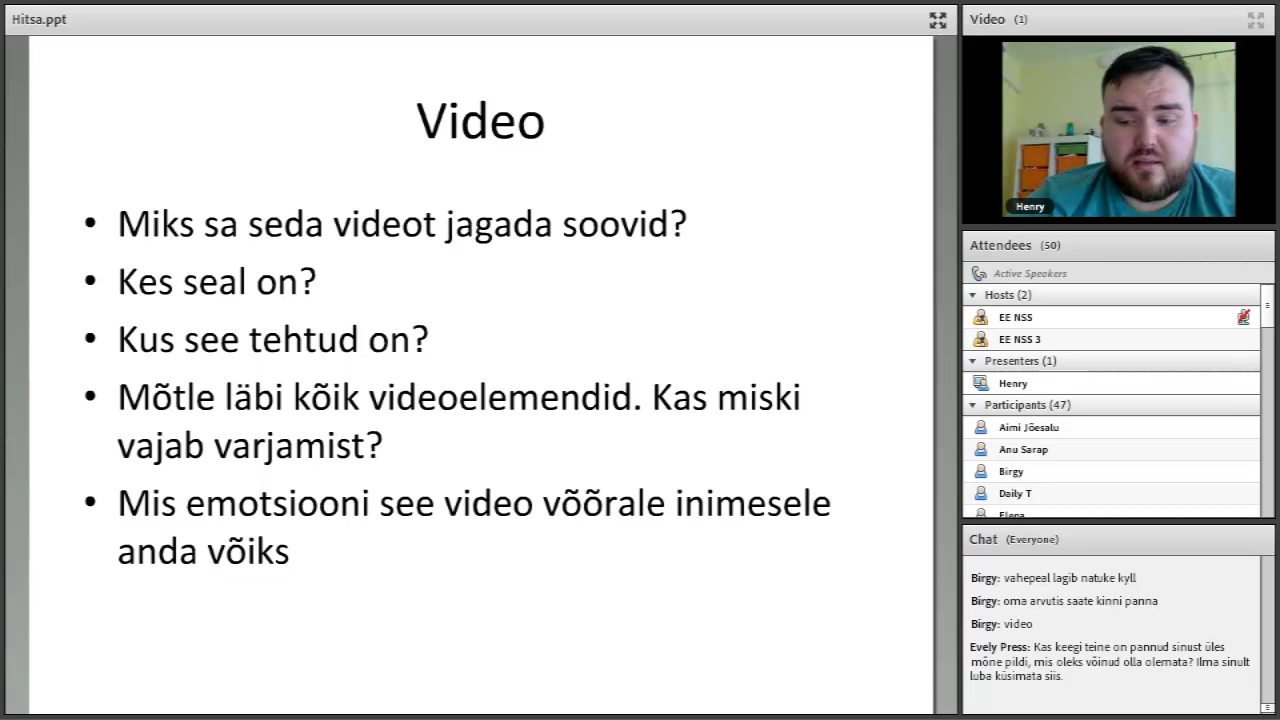 Hitsa.ppt
Video
• Miks sa seda videot jagada soovid?
• Kes seal on?
• Kus see tehtud on?
• Mõtle läbi kõik videoelemendid. Kas miski
vajab varjamist?
• Mis emotsiooni see video võõrale inimesele
anda võiks
Video (1)
Henry
Attendees (50)
Active Speakers
Hosts (2)
EE NSS
EE NSS 3
Presenters (1)
Henry
Participants (47)
Aimi Jõesalu
Anu Sarap
Birgy
Daily T
Elena
Chat (Everyone)
Birgy: vahepeal lagib natuke kyll
Birgy: oma arvutis saate kinni panna
Birgy: video
Evely Press: Kas keegi teine on pannud sinust üles
mõne pildi, mis oleks võinud olla olemata? Ilma sinult
luba küsimata siis.